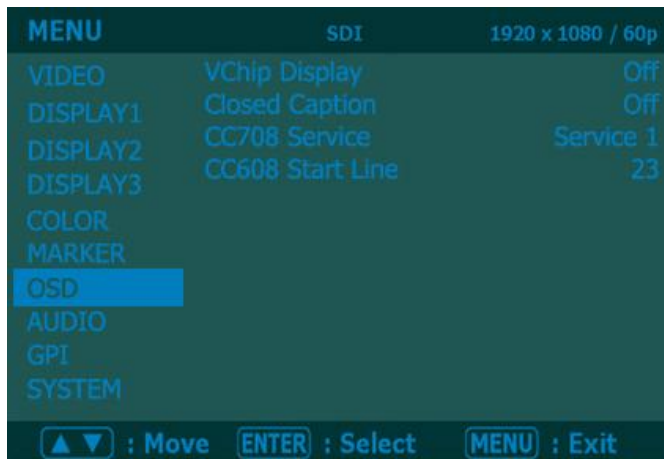 MENU SDI 1920 x 1080 / 60p
VIDEO VChip Display Off
DISPLAY1 Closed Caption Off
DISPLAY2 CC708 Service Service 1
DISPLAY3 CC608 Start Line 23
COLOR
MARKER
OSD
AUDIO
GPI
SYSTEM
▲ ▼ : Move ENTER : Select MENU : Exit